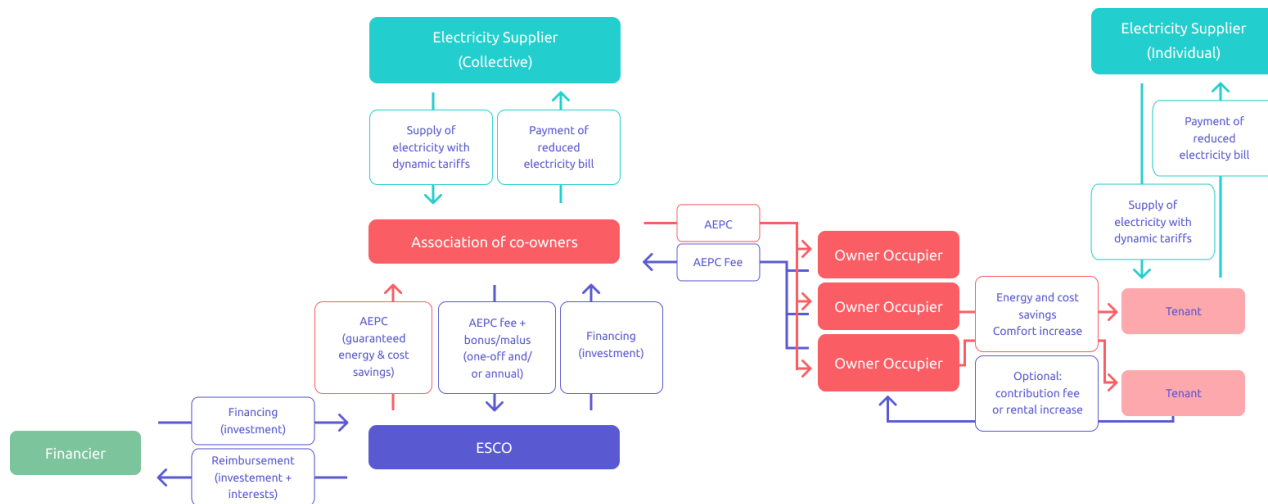 Electricity Supplier
(Collective)
Electricity Supplier
(Individual)
Supply of
electricity with
dynamic tariffs
Payment of
reduced
electricity bill
Payment of
reduced
electricity bill
Supply of
electricity with
dynamic tariffs
Association of co-owners
AEPC
AEPC Fee
Owner Occupier
Owner Occupier
Owner Occupier
Energy and cost
savings
Comfort increase
Tenant
Tenant
Optional:
contribution fee
or rental increase
AEPC
(guaranteed
energy & cost
savings)
AEPC fee +
bonus/malus
(one-off and/
or annual)
Financing
(investment)
Financing
(investment)
Financier
Reimbursement
(investement +
interests)
ESCO